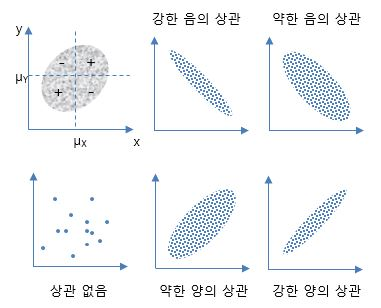 강한 음의 상관
약한 음의 상관
y
- +
μY
+ -
μX
x
상관 없음
약한 양의 상관
강한 양의 상관